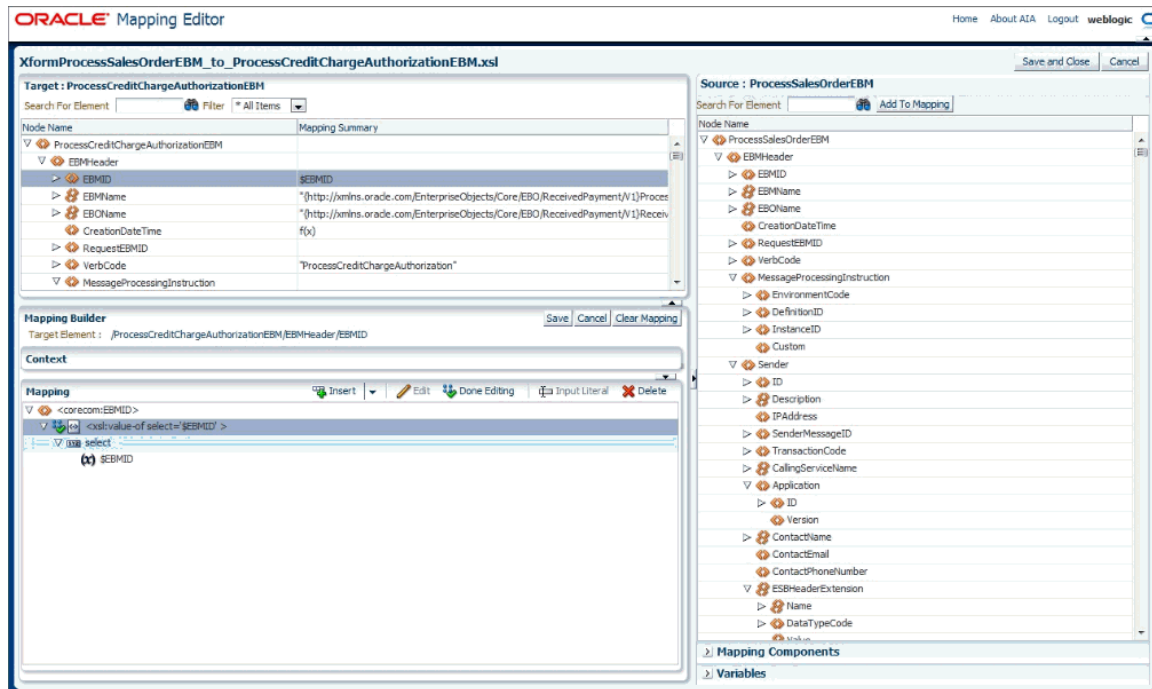 ORACLE Mapping Editor
Home About AIA Logout weblogic
XformProcessSalesOrderEBM_to_ProcessCreditChargeAuthorizationEBM.xsl
Save and Close Cancel
Target : ProcessCreditChargeAuthorizationEBM
Search For Element Filter * All Items
Node Name Mapping Summary
ProcessCreditChargeAuthorizationEBM
EBMHeader
EBMID $EBMID
EBMName "{http://xmlns.oracle.com/EnterpriseObjects/Core/EBO/ReceivedPayment/V1}Proces
EBOName "{http://xmlns.oracle.com/EnterpriseObjects/Core/EBO/ReceivedPayment/V1}Receiv
CreationDateTime f(x)
RequestEBMID
VerbCode "ProcessCreditChargeAuthorization"
MessageProcessingInstruction
Mapping Builder Save Cancel Clear Mapping
Target Element : /ProcessCreditChargeAuthorizationEBM/EBMHeader/EBMID
Context
Mapping Insert Edit Done Editing Input Literal Delete
<corecom:EBMID>
<xsl:value-of select='$EBMID' >
select
(x) $EBMID
Source : ProcessSalesOrderEBM
Search For Element Add To Mapping
Node Name
ProcessSalesOrderEBM
EBMHeader
EBMID
EBMName
EBOName
CreationDateTime
RequestEBMID
VerbCode
MessageProcessingInstruction
EnvironmentCode
DefinitionID
InstanceID
Custom
Sender
ID
Description
IPAddress
SenderMessageID
TransactionCode
CallingServiceName
Application
ID
Version
ContactName
ContactEmail
ContactPhoneNumber
ESBHeaderExtension
Name
DataTypeCode
Value
Mapping Components
Variables